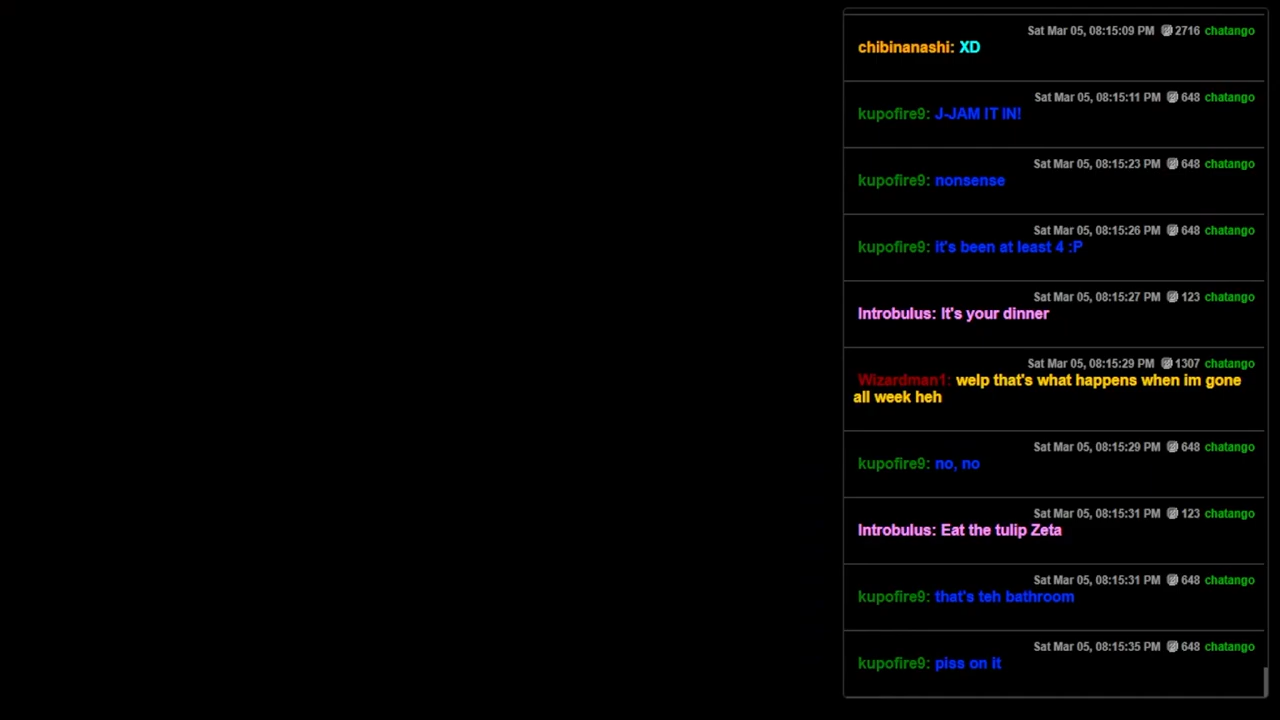 Sat Mar 05, 08:15:09 PM 2716 chatango
chibinanashi: XD
Sat Mar 05, 08:15:11 PM 648 chatango
kupofire9: J-JAM IT IN!
Sat Mar 05, 08:15:23 PM 648 chatango
kupofire9: nonsense
Sat Mar 05, 08:15:26 PM 648 chatango
kupofire9: it's been at least 4 :P
Sat Mar 05, 08:15:27 PM 123 chatango
Introbulus: It's your dinner
Sat Mar 05, 08:15:29 PM 1307 chatango
Wizardman1: welp that's what happens when im gone
all week heh
Sat Mar 05, 08:15:29 PM 648 chatango
kupofire9: no, no
Sat Mar 05, 08:15:31 PM 123 chatango
Introbulus: Eat the tulip Zeta
Sat Mar 05, 08:15:31 PM 648 chatango
kupofire9: that's teh bathroom
Sat Mar 05, 08:15:35 PM 648 chatango
kupofire9: piss on it